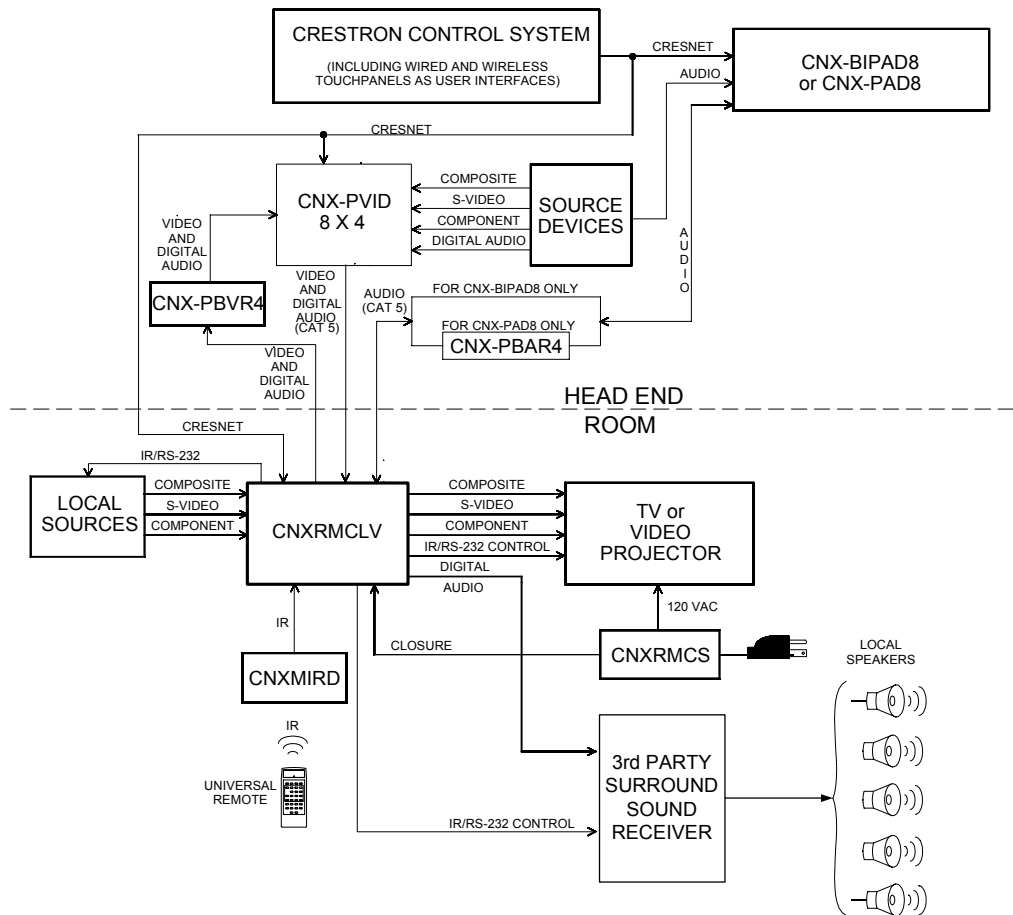 CRESTRON CONTROL SYSTEM
(INCLUDING WIRED AND WIRELESS
TOUCHPANELS AS USER INTERFACES)
CRESNET
AUDIO
CNX-BIPAD8
or CNX-PAD8
CRESNET
CNX-PVID
8 X 4
COMPOSITE
S-VIDEO
COMPONENT
DIGITAL AUDIO
SOURCE
DEVICES
VIDEO
AND
DIGITAL
AUDIO
CNX-PBVR4
VIDEO
AND
DIGITAL
AUDIO
(CAT 5)
AUDIO
(CAT 5)
FOR CNX-BIPAD8 ONLY
FOR CNX-PAD8 ONLY
CNX-PBAR4
AUDIO
VIDEO
AND
DIGITAL
AUDIO
HEAD END
ROOM
CRESNET
IR/RS-232
LOCAL
SOURCES
COMPOSITE
S-VIDEO
COMPONENT
CNXRMCLV
COMPOSITE
S-VIDEO
COMPONENT
IR/RS-232 CONTROL
DIGITAL
AUDIO
TV or
VIDEO
PROJECTOR
120 VAC
IR
CLOSURE
CNXRMCS
CNXMIRD
LOCAL
SPEAKERS
IR
UNIVERSAL
REMOTE
3rd PARTY
SURROUND
SOUND
RECEIVER
IR/RS-232 CONTROL